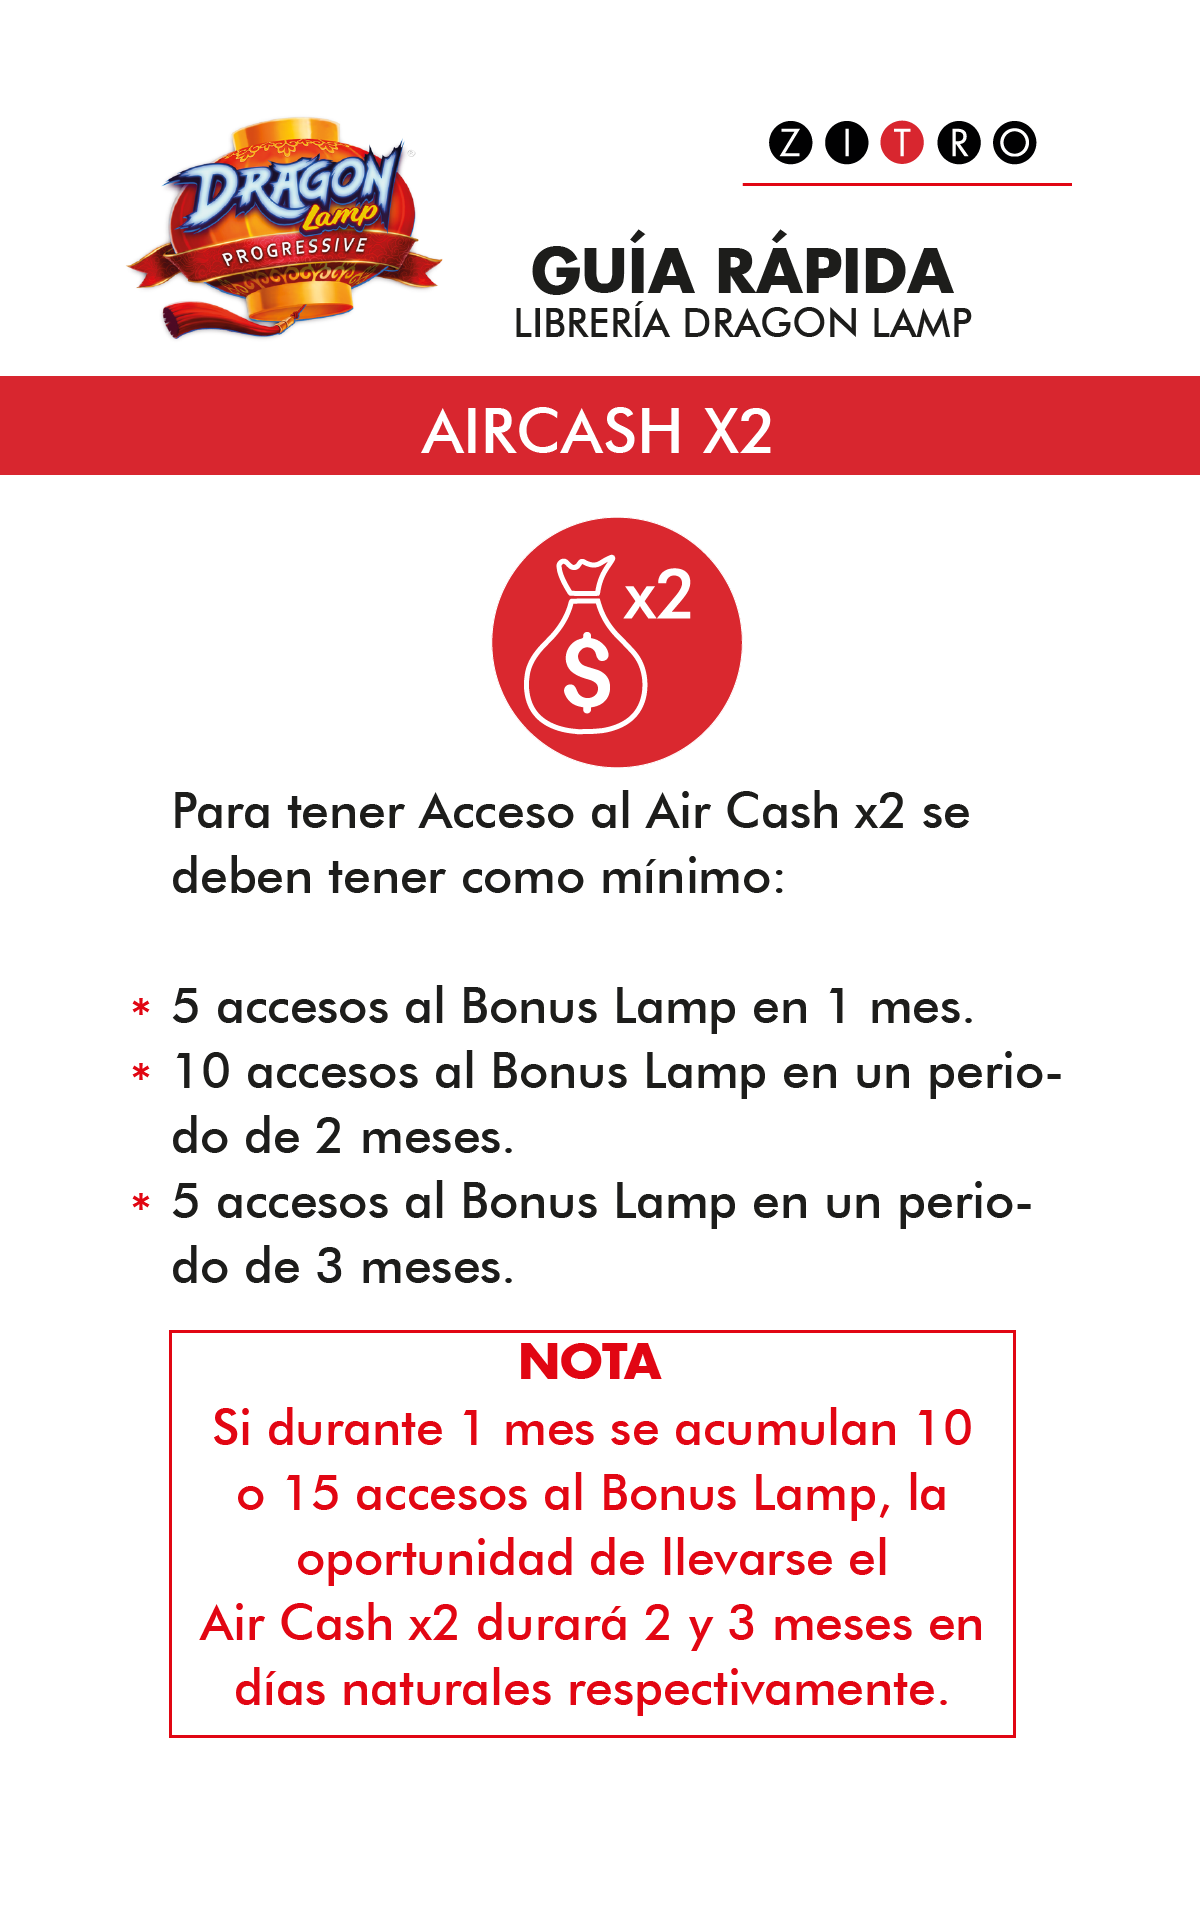 DRAGON
Lamp
PROGRESSIVE
ZITRO
GUÍA RÁPIDA
LIBRERÍA DRAGON LAMP
AIRCASH X2
x2
$
Para tener Acceso al Air Cash x2 se
deben tener como mínimo:
* 5 accesos al Bonus Lamp en 1 mes.
* 10 accesos al Bonus Lamp en un perio-
do de 2 meses.
* 5 accesos al Bonus Lamp en un perio-
do de 3 meses.
NOTA
Si durante 1 mes se acumulan 10
o 15 accesos al Bonus Lamp, la
oportunidad de llevarse el
Air Cash x2 durará 2 y 3 meses en
días naturales respectivamente.